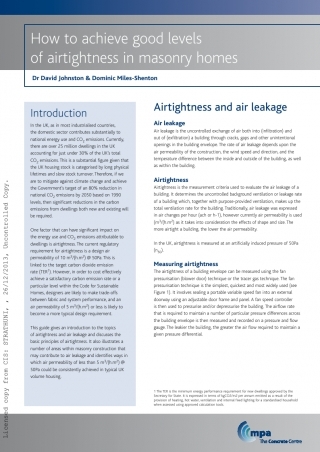 How to achieve good levels
of airtightness in masonry homes
Dr David Johnston & Dominic Miles-Shenton
Introduction
In the UK, as in most industrialised countries,
the domestic sector contributes substantially to
national energy use and CO₂ emissions. Currently
there are over 25 million dwellings in the UK
accounting for just under 30% of the UK's total
CO₂ emissions. This is a substantial figure given that
the UK housing stock is categorised by long physical
lifetime and slow stock turnover. Therefore, if we
are to mitigate against climate change and achieve
the Government's target of an 80% reduction in
national CO₂ emissions by 2050 based on 1990
levels, then significant reductions in the carbon
emissions from dwellings both new and existing will
be required.
One factor that can have significant impact on
the energy use and CO₂ emissions attributable to
dwellings is airtightness. The current regulatory
requirement for airtightness is a design air
permeability of 10 m³/(h.m²) @ 50Pa. This is
linked to the target carbon dioxide emission
rate (TER¹). However, in order to cost effectively
achieve a satisfactory carbon emission rate or a
particular level within the Code for Sustainable
Homes, designers are likely to make trade-offs
between fabric and system performance, and an
air permeability of 5 m³/(h.m²) or less is likely to
become a more typical design requirement.
This guide gives an introduction to the topics
of airtightness and air leakage and discusses the
basic principles of airtightness. It also illustrates a
number of areas within masonry construction that
may contribute to air leakage and identifies ways in
which air permeability of less than 5 m³/(h.m²) @
50Pa could be consistently achieved in typical UK
volume housing.
Airtightness and air leakage
Air leakage
Air leakage is the uncontrolled exchange of air both into (infiltration) and
out of (exfiltration) a building through cracks, gaps and other unintentional
openings in the building envelope. The rate of air leakage depends upon the
air permeability of the construction, the wind speed and direction, and the
temperature difference between the inside and outside of the building, as well
as within the building.
Airtightness
Airtightness is the measurement criteria used to evaluate the air leakage of a
building. It determines the uncontrolled background ventilation or leakage rate
of a building which, together with purpose-provided ventilation, makes up the
total ventilation rate for the building. Traditionally, air leakage was expressed
in air changes per hour (ach or h-1), however currently air permeability is used
(m³/(h.m²), as it takes into consideration the effects of shape and size. The
more airtight a building, the lower the air permeability.
In the UK, airtightness is measured at an artificially induced pressure of 50Pa
(n₅₀).
Measuring airtightness
The airtightness of a building envelope can be measured using the fan
pressurisation (blower door) technique or the tracer gas technique. The fan
pressurisation technique is the simplest, quickest and most widely used (see
Figure 1). It involves sealing a portable variable speed fan into an external
doorway using an adjustable door frame and panel. A fan speed controller
is then used to pressurise and/or depressurise the building. The airflow rate
that is required to maintain a number of particular pressure differences across
the building envelope is then measured and recorded on a pressure and flow
gauge. The leakier the building, the greater the air flow required to maintain a
given pressure differential.
¹ The TER is the minimum energy performance requirement for new dwellings approved by the
Secretary for State. It is expressed in terms of kgCO₂/m² per annum emitted as a result of the
provision of heating, hot water, ventilation and internal fixed lighting for a standardised household
when assessed using approved calculation tools.
mpa
The Concrete Centre
Licensed copy from CIS: STRATHUNI, , 26/12/2013, Uncontrolled Copy.